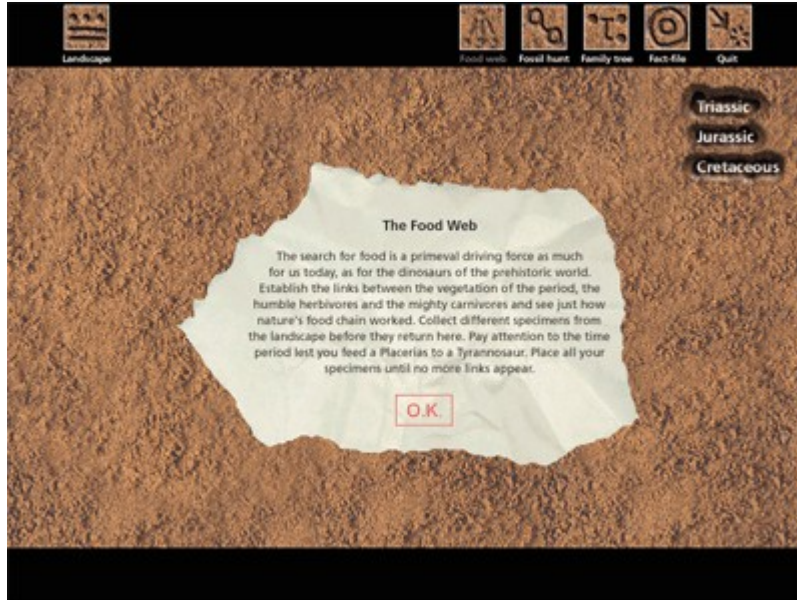 Landscape
Food web
Fossil hunt
Family tree
Fact-file
Quit
Triassic
Jurassic
Cretaceous
The Food Web
The search for food is a primeval driving force as much
for us today, as for the dinosaurs of the prehistoric world.
Establish the links between the vegetation of the period, the
humble herbivores and the mighty carnivores and see just how
nature's food chain worked. Collect different specimens from
the landscape before they return here. Pay attention to the time
period lest you feed a Placerias to a Tyrannosaur. Place all your
specimens until no more links appear.
O.K.